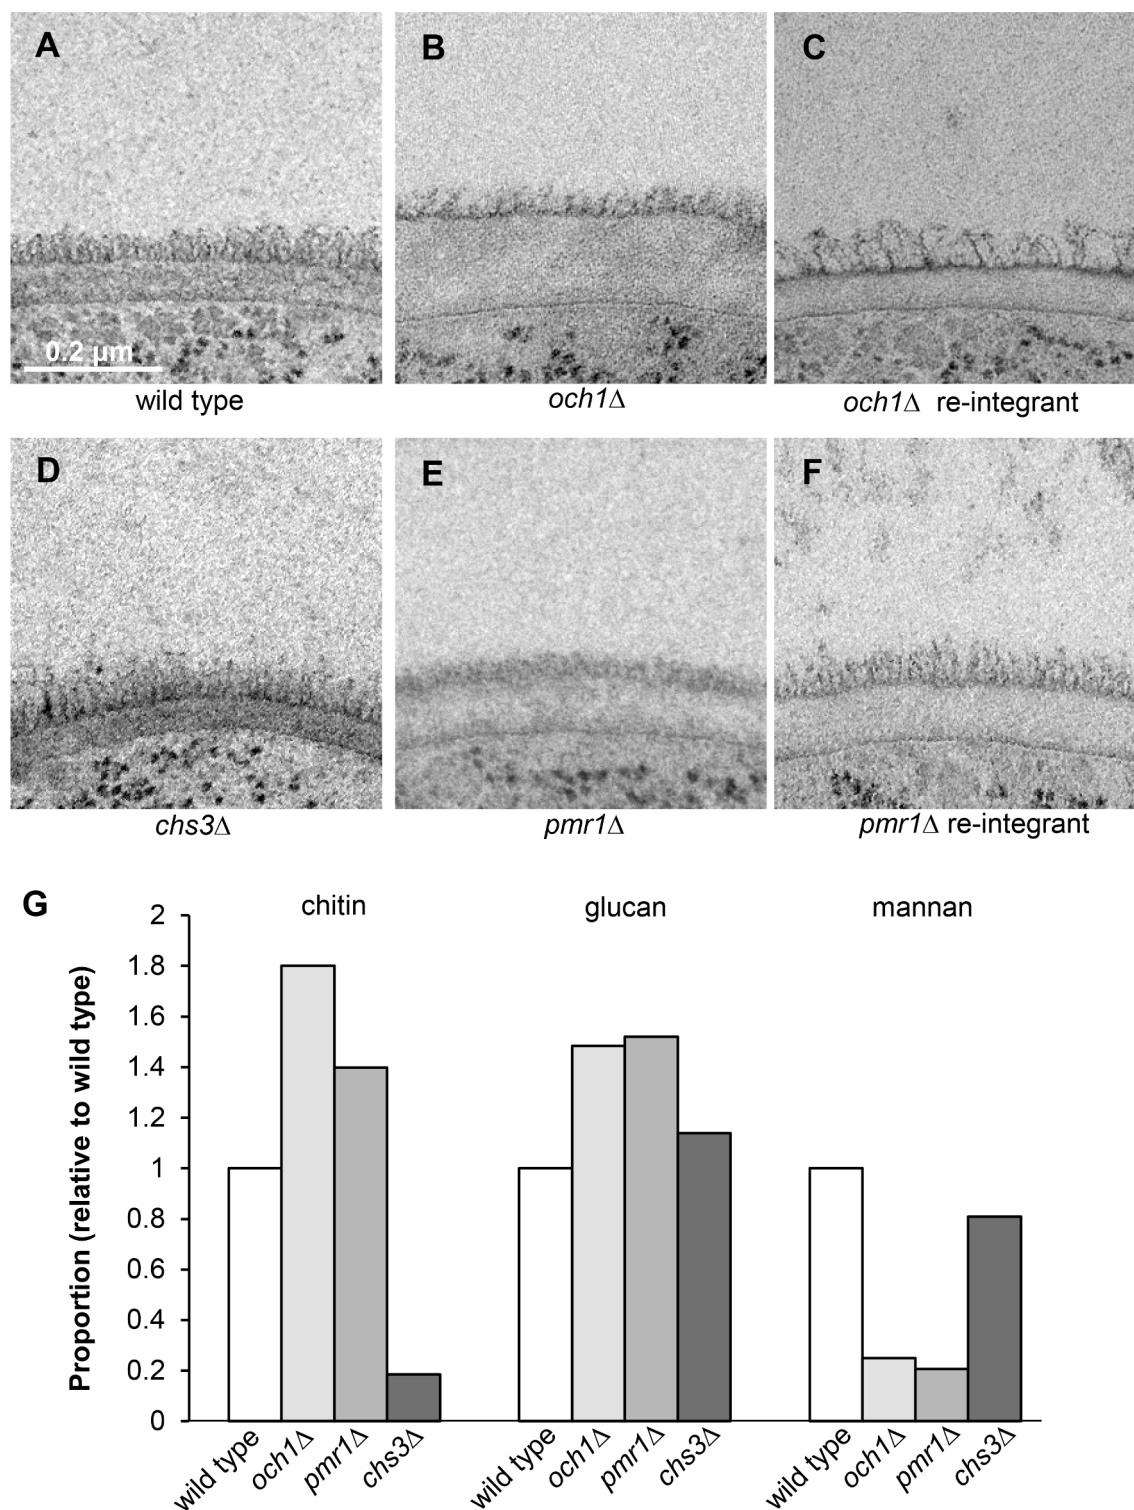 A
B
C
0.2 μm
wild type
och1Δ
och1Δ re-integrant
D
E
F
chs3Δ
pmr1Δ
pmr1Δ re-integrant
G
chitin
glucan
mannan
Proportion (relative to wild type)
2
1.8
1.6
1.4
1.2
1
0.8
0.6
0.4
0.2
0
wild type
och1Δ
pmr1Δ
chs3Δ
wild type
och1Δ
pmr1Δ
chs3Δ
wild type
och1Δ
pmr1Δ
chs3Δ